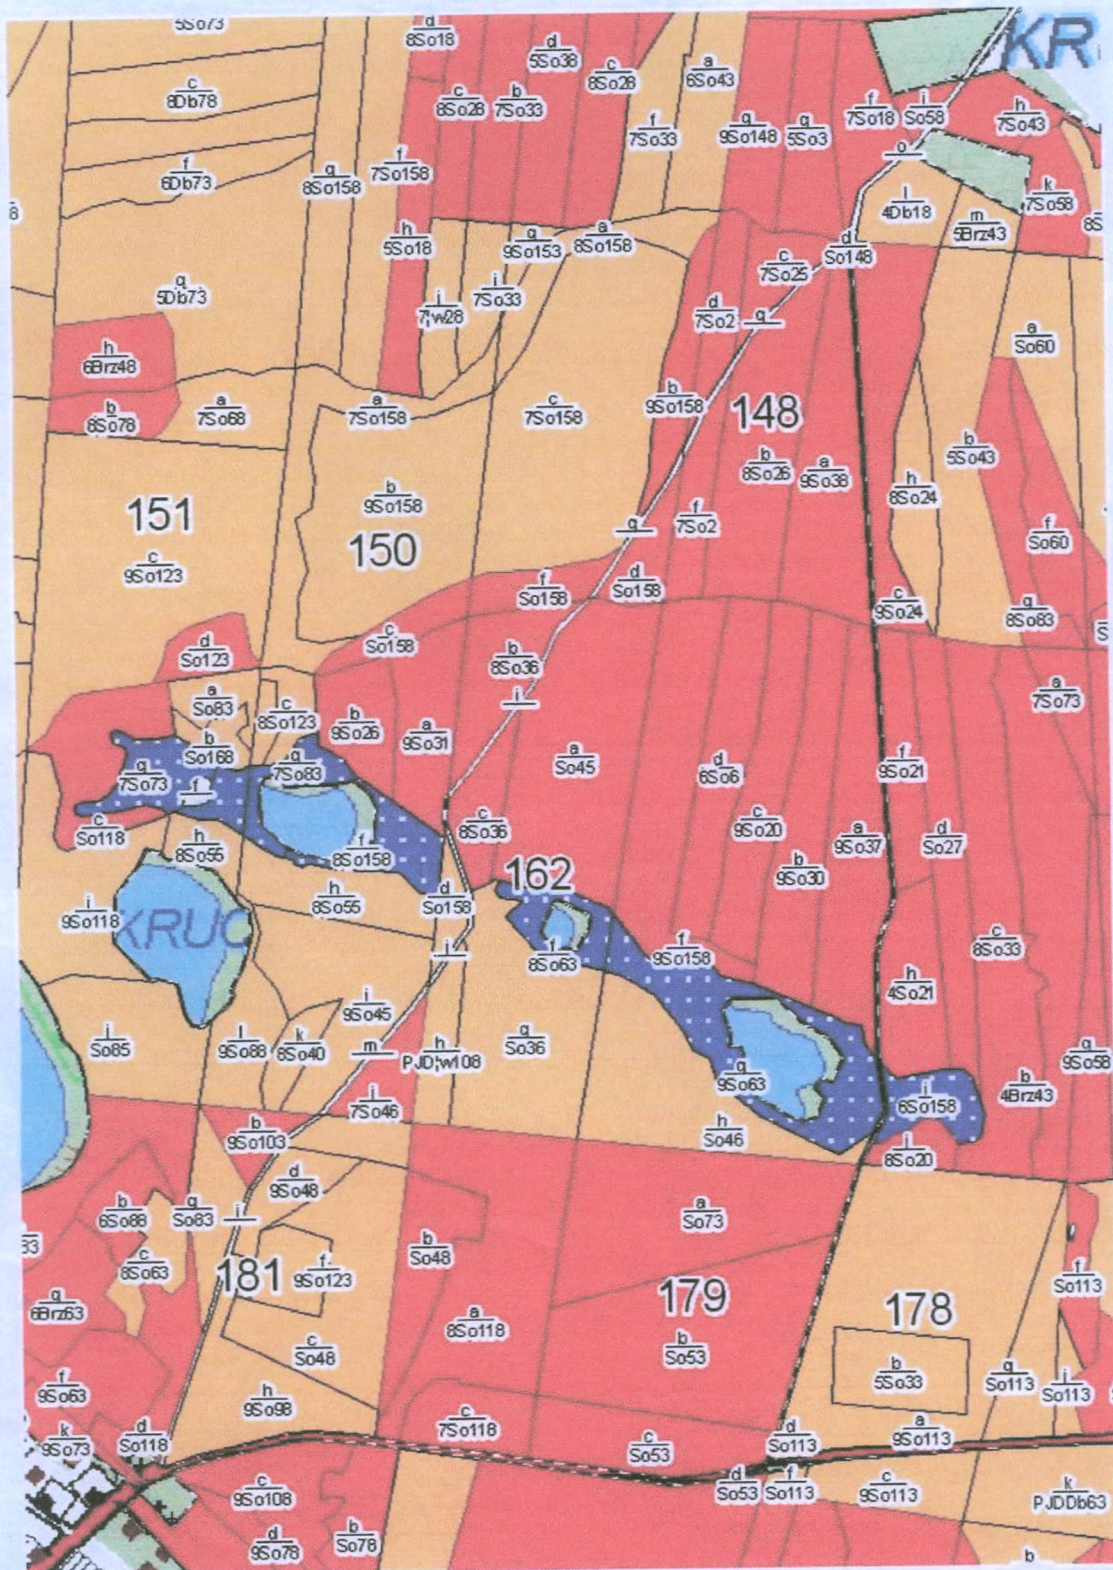 5So73
d
8So18
d
5So38
c
8So28
a
6So43
KR
c
8Db78
c
8So28
b
7So33
f
7So33
g
9So148
g
5So3
f
7So18
i
So58
h
7So43
o
f
6Db73
g
8So158
f
7So158
k
7So58
l
4Db18
m
5Brz43
h
5So18
g
9So153
a
8So158
d
So148
c
7So25
g
5Db73
i
7So33
d
7So2
g
a
So60
h
6Brz48
b
8So78
a
7So68
a
7So158
c
7So158
b
9So158
148
b
5So43
b
8So26
a
9So38
h
8So24
b
9So158
151
g
f
7So2
f
So60
150
c
9So123
f
So158
d
So158
c
9So24
g
8So83
c
So158
d
So123
b
8So36
a
So83
c
8So123
i
a
7So73
b
9So26
a
9So31
b
So168
g
7So83
g
7So73
f
a
So45
d
6So6
f
9So21
c
So118
h
8So55
f
8So158
c
8So36
c
9So20
a
9So37
d
So27
162
b
9So30
i
9So118
KRUC
h
8So55
d
So158
i
f
8So63
f
9So158
c
8So33
h
4So21
i
9So45
j
So85
l
9So88
k
8So40
m
g
So36
g
9So58
g
9So63
b
4Brz43
i
7So46
i
6So158
b
9So103
h
So46
j
8So20
d
9So48
b
6So88
g
So83
i
a
So73
b
So48
c
8So63
181
f
9So123
f
So113
179
178
g
6Brz63
a
8So118
c
So48
b
So53
b
5So33
g
So113
i
So113
f
9So63
h
9So98
k
9So73
d
So118
c
7So118
c
So53
d
So113
a
9So113
c
9So108
d
So53
f
So113
c
9So113
k
PJDDb63
d
9So78
b
So78
b